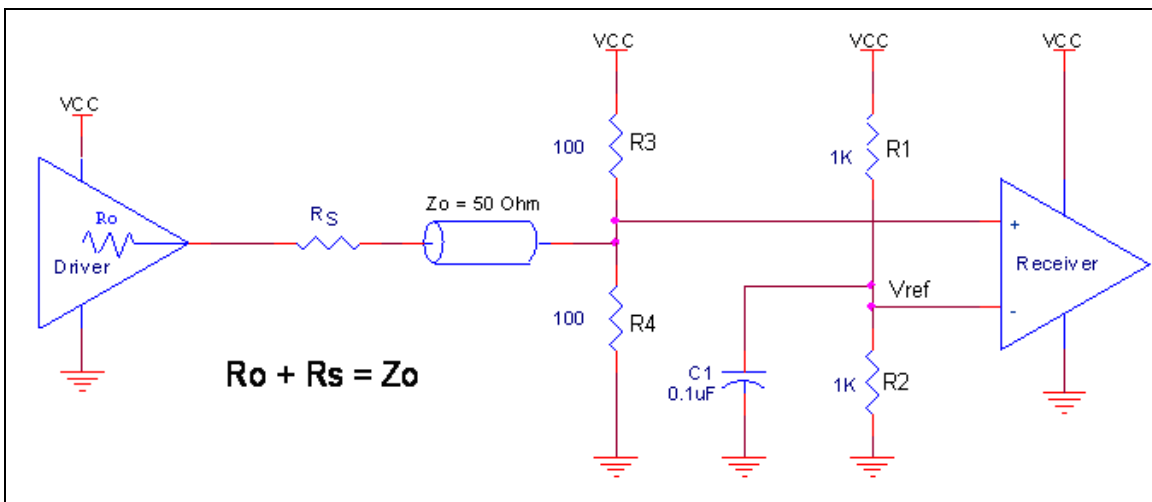 VCC
VCC
VCC
VCC
100
R3
1K
R1
Ro
Driver
RS
Zo = 50 Ohm
+
Receiver
-
Vref
100
R4
C1
0.1uF
1K
R2
Ro + Rs = Zo